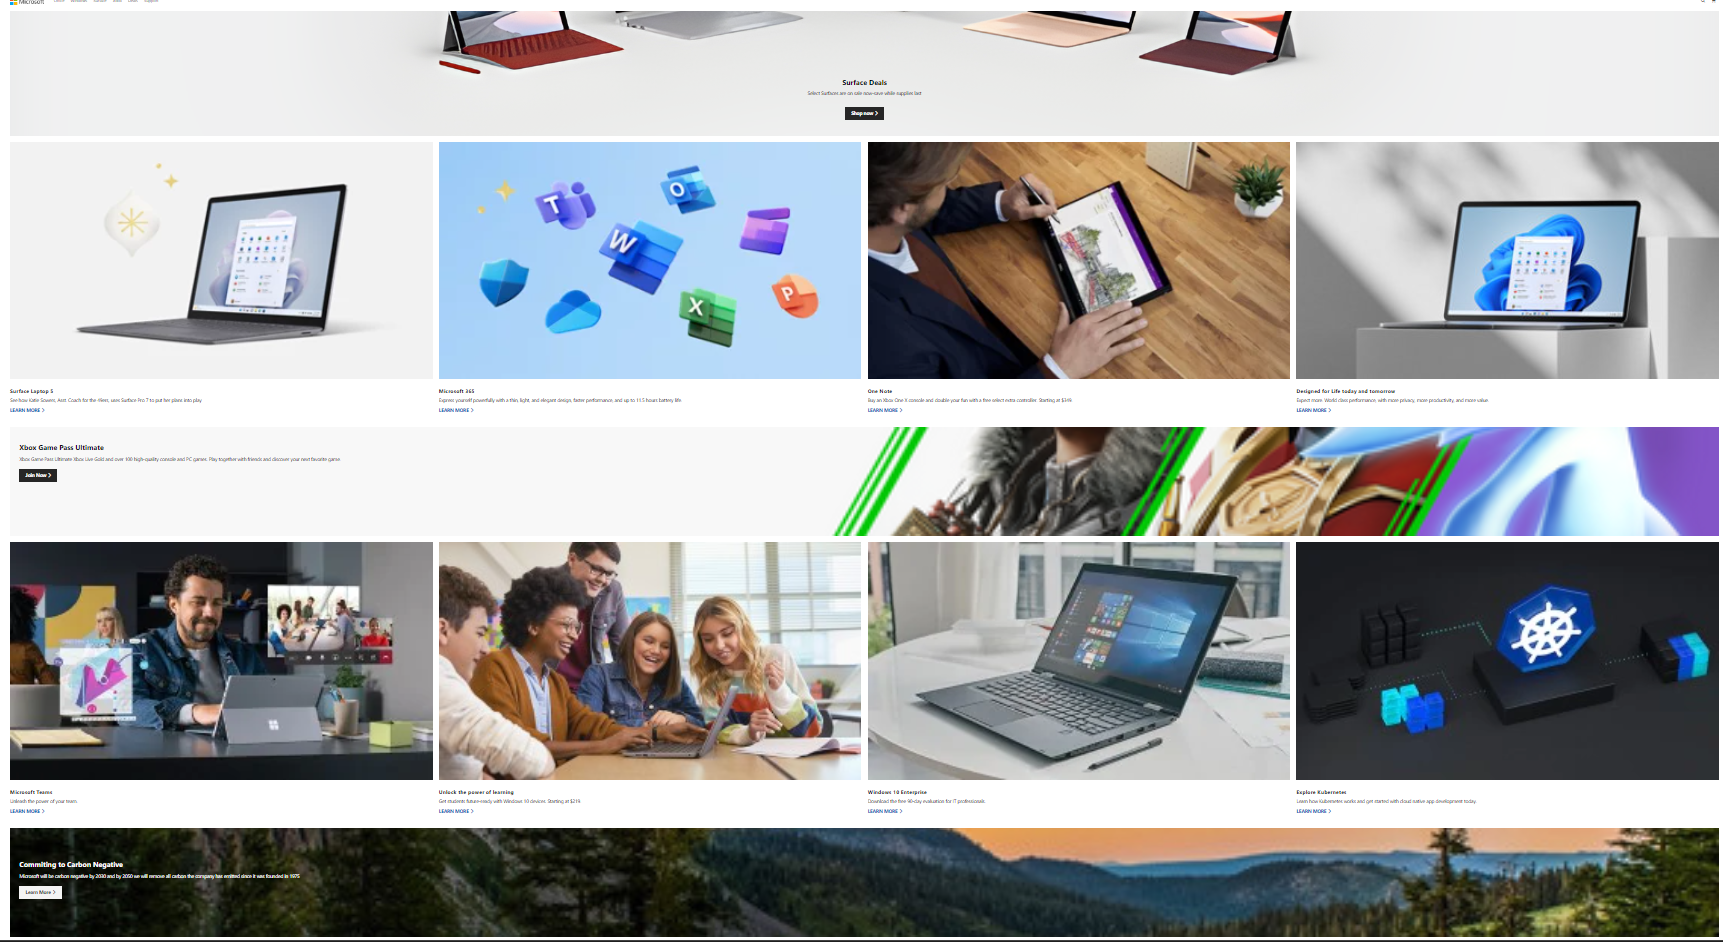 Microsoft
Surface Deals
Select Surfaces are on sale now-save while supplies last
Shop now >
T
O
W
X
P
Surface Laptop 5
See how Katie Sowers, Asst. Coach for the 49ers, uses Surface Pro 7 to put her plans into play.
LEARN MORE >
Microsoft 365
Express yourself powerfully with a thin, light, and elegant design, faster performance, and up to 11.5 hours battery life
LEARN MORE >
One Note
Buy an Xbox One X console and double your fun with a free select extra controller. Starting at $349
LEARN MORE >
Designed for Life today and tomorrow
Expect more. World class performance, with more privacy, more productivity, and more value.
LEARN MORE >
Xbox Game Pass Ultimate
Xbox Game Pass Ultimate Xbox Live Gold and over 100 high-quality console and PC games. Play together with friends and discover your next favorite game.
Join Now >
Microsoft Teams
Unleash the power of your team.
LEARN MORE >
Unlock the power of learning
Get students future-ready with Windows 10 devices. Starting at $219.
LEARN MORE >
Windows 10 Enterprise
Download the free 90-day evaluation for IT professionals.
LEARN MORE >
Explore Kubernetes
Learn how Kubernetes works and get started with cloud native app development today.
LEARN MORE >
Commiting to Carbon Negative
Microsoft will be carbon negative by 2030 and by 2050 we will remove all carbon the company has emitted since it was founded in 1975
Learn More >